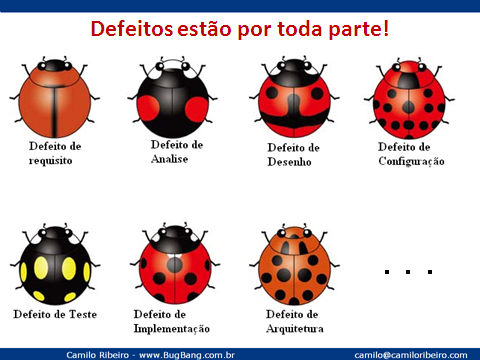 Defeitos estão por toda parte!
Defeito de
requisito
Defeito de
Analise
Defeito de
Desenho
Defeito de
Configuração
Defeito de Teste
Defeito de
Implementação
Defeito de
Arquitetura
. . .
Camilo Ribeiro - www.BugBang.com.br
camilo@camiloribeiro.com